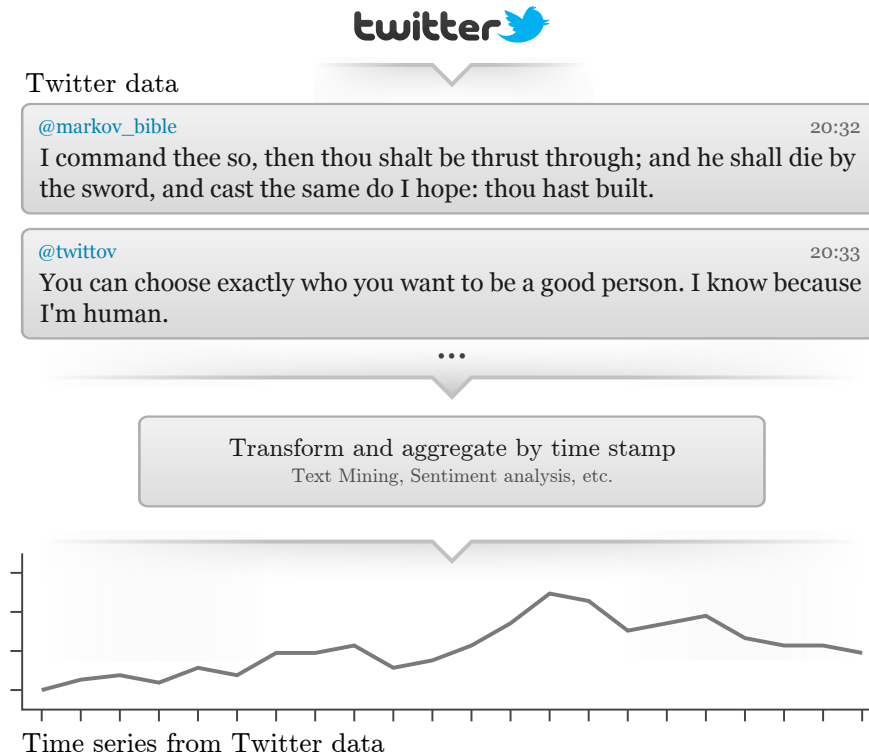 twitter
Twitter data
@markov_bible 20:32
I command thee so, then thou shalt be thrust through; and he shall die by
the sword, and cast the same do I hope: thou hast built.
@twittov 20:33
You can choose exactly who you want to be a good person. I know because
I'm human.
...
Transform and aggregate by time stamp
Text Mining, Sentiment analysis, etc.
Time series from Twitter data